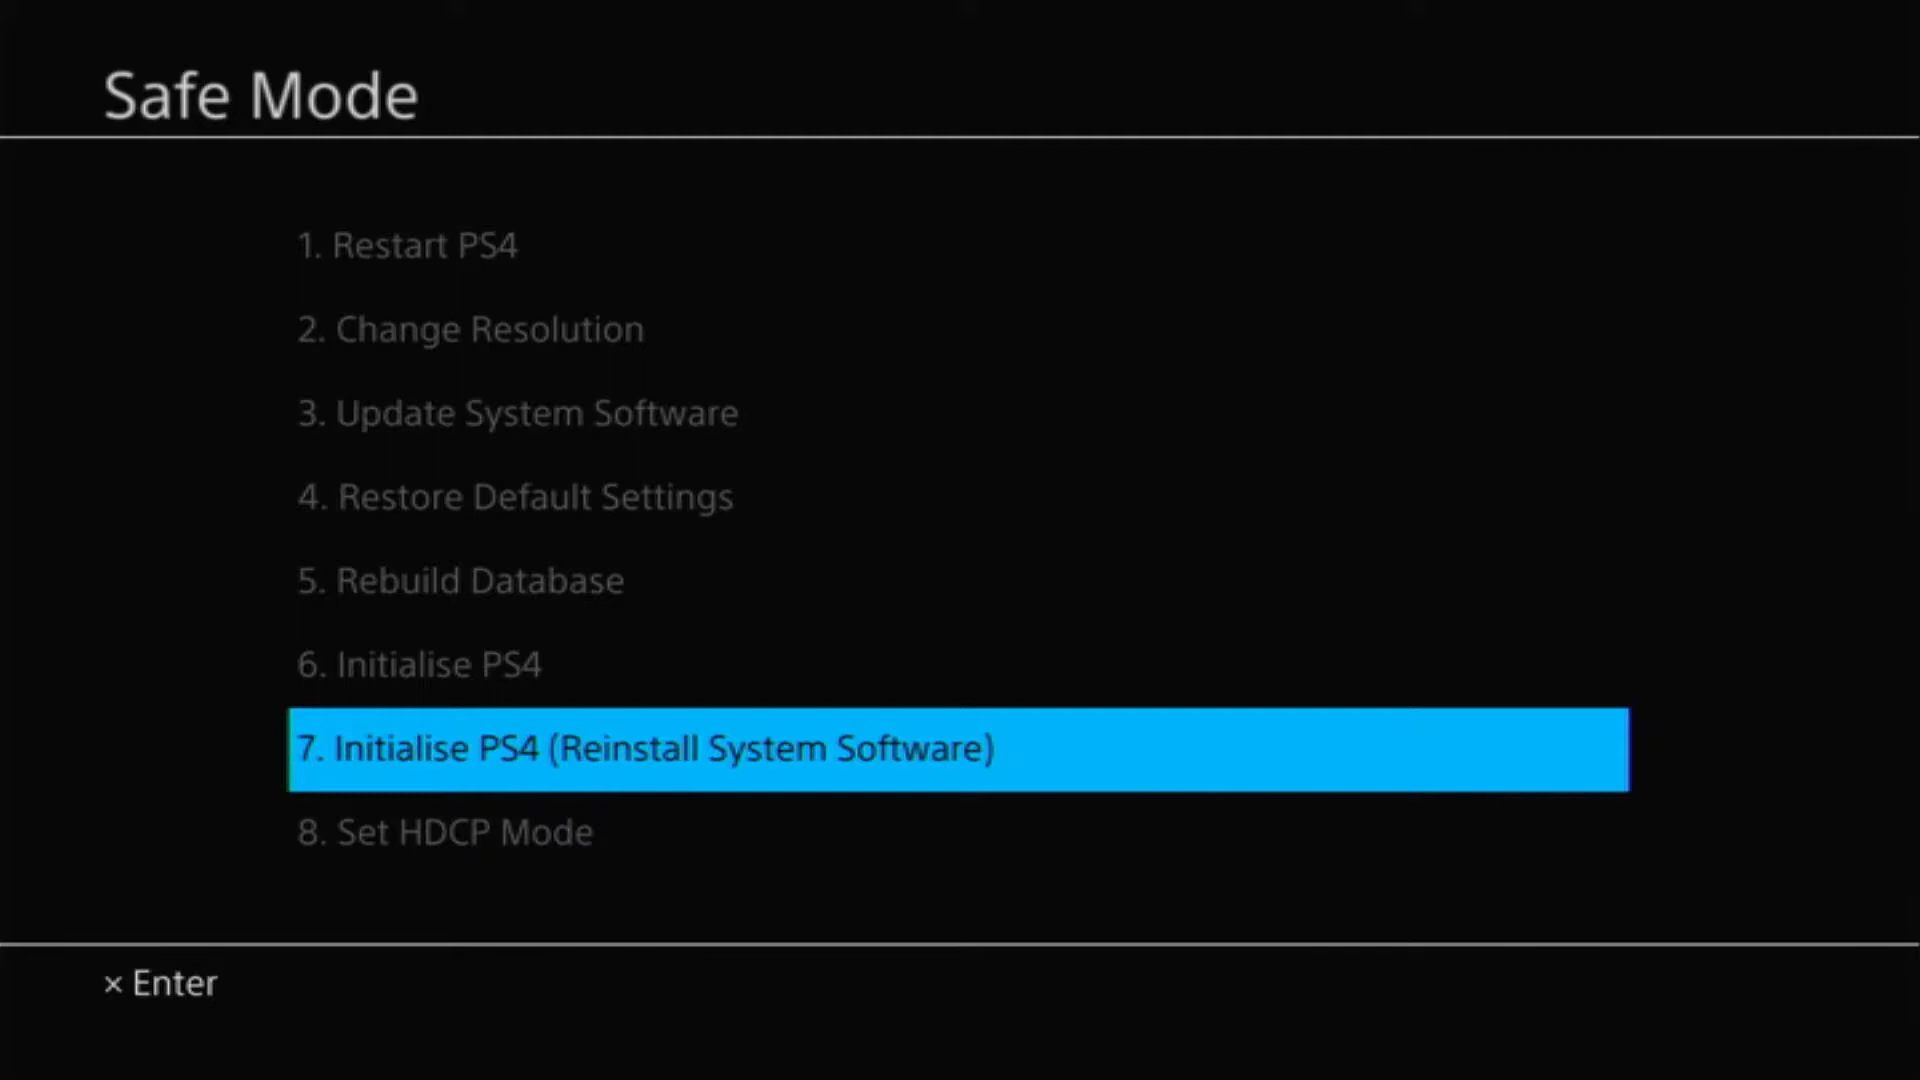 Safe Mode
1. Restart PS4
2. Change Resolution
3. Update System Software
4. Restore Default Settings
5. Rebuild Database
6. Initialise PS4
7. Initialise PS4 (Reinstall System Software)
8. Set HDCP Mode
× Enter